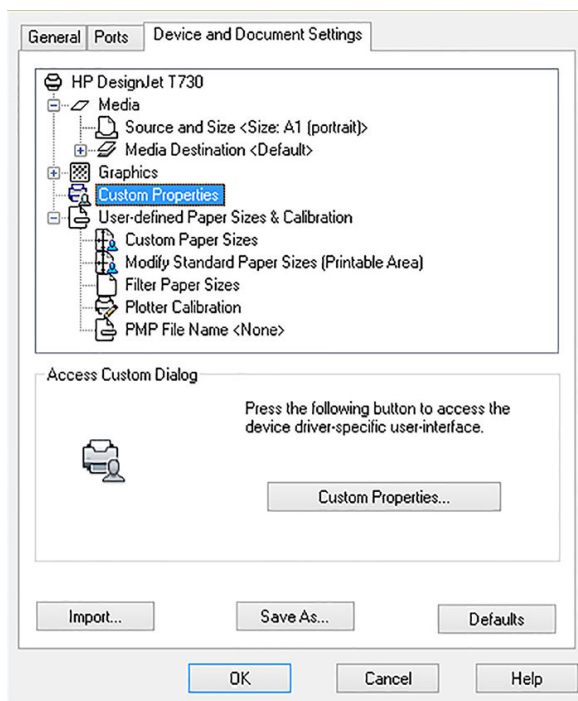 General Ports Device and Document Settings
HP DesignJet T730
Media
Source and Size <Size: A1 (portrait)>
Media Destination <Default>
Graphics
Custom Properties
User-defined Paper Sizes & Calibration
Custom Paper Sizes
Modify Standard Paper Sizes (Printable Area)
Filter Paper Sizes
Plotter Calibration
PMP File Name <None>
Access Custom Dialog
Press the following button to access the
device driver-specific user-interface.
Custom Properties...
Import... Save As... Defaults
OK Cancel Help